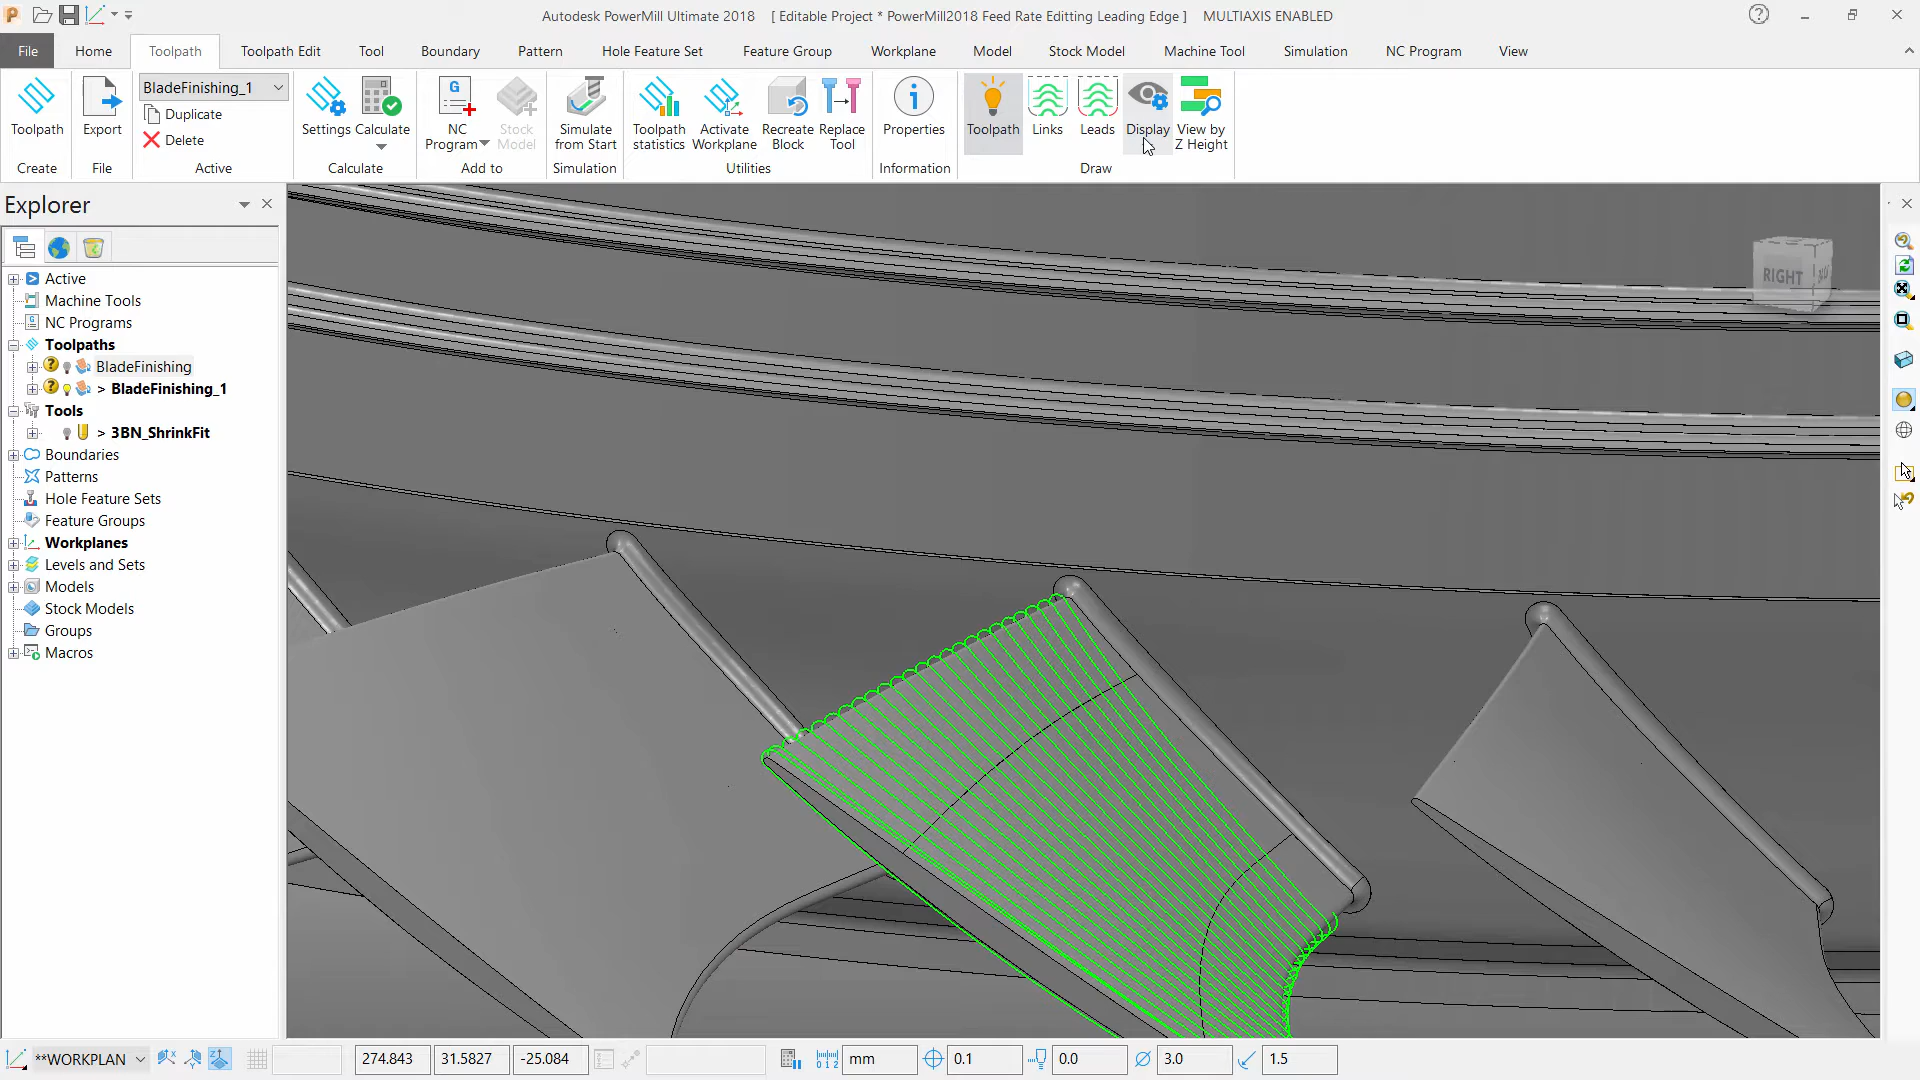 Autodesk PowerMill Ultimate 2018 [ Editable Project * PowerMill2018 Feed Rate Editting Leading Edge ] MULTIAXIS ENABLED
File Home Toolpath Toolpath Edit Tool Boundary Pattern Hole Feature Set Feature Group Workplane Model Stock Model Machine Tool Simulation NC Program View
BladeFinishing_1
Duplicate
Delete
Toolpath
Export
Settings
Calculate
NC
Program
Stock
Model
Simulate
from Start
Toolpath
statistics
Activate
Workplane
Recreate
Block
Replace
Tool
Properties
Toolpath
Links
Leads
Display
View by
Z Height
Create File Active Calculate Add to Simulation Utilities Information Draw
Explorer
Active
Machine Tools
NC Programs
Toolpaths
BladeFinishing
> BladeFinishing_1
Tools
> 3BN_ShrinkFit
Boundaries
Patterns
Hole Feature Sets
Feature Groups
Workplanes
Levels and Sets
Models
Stock Models
Groups
Macros
RIGHT
**WORKPLAN 274.843 31.5827 -25.084 mm 0.1 0.0 3.0 1.5